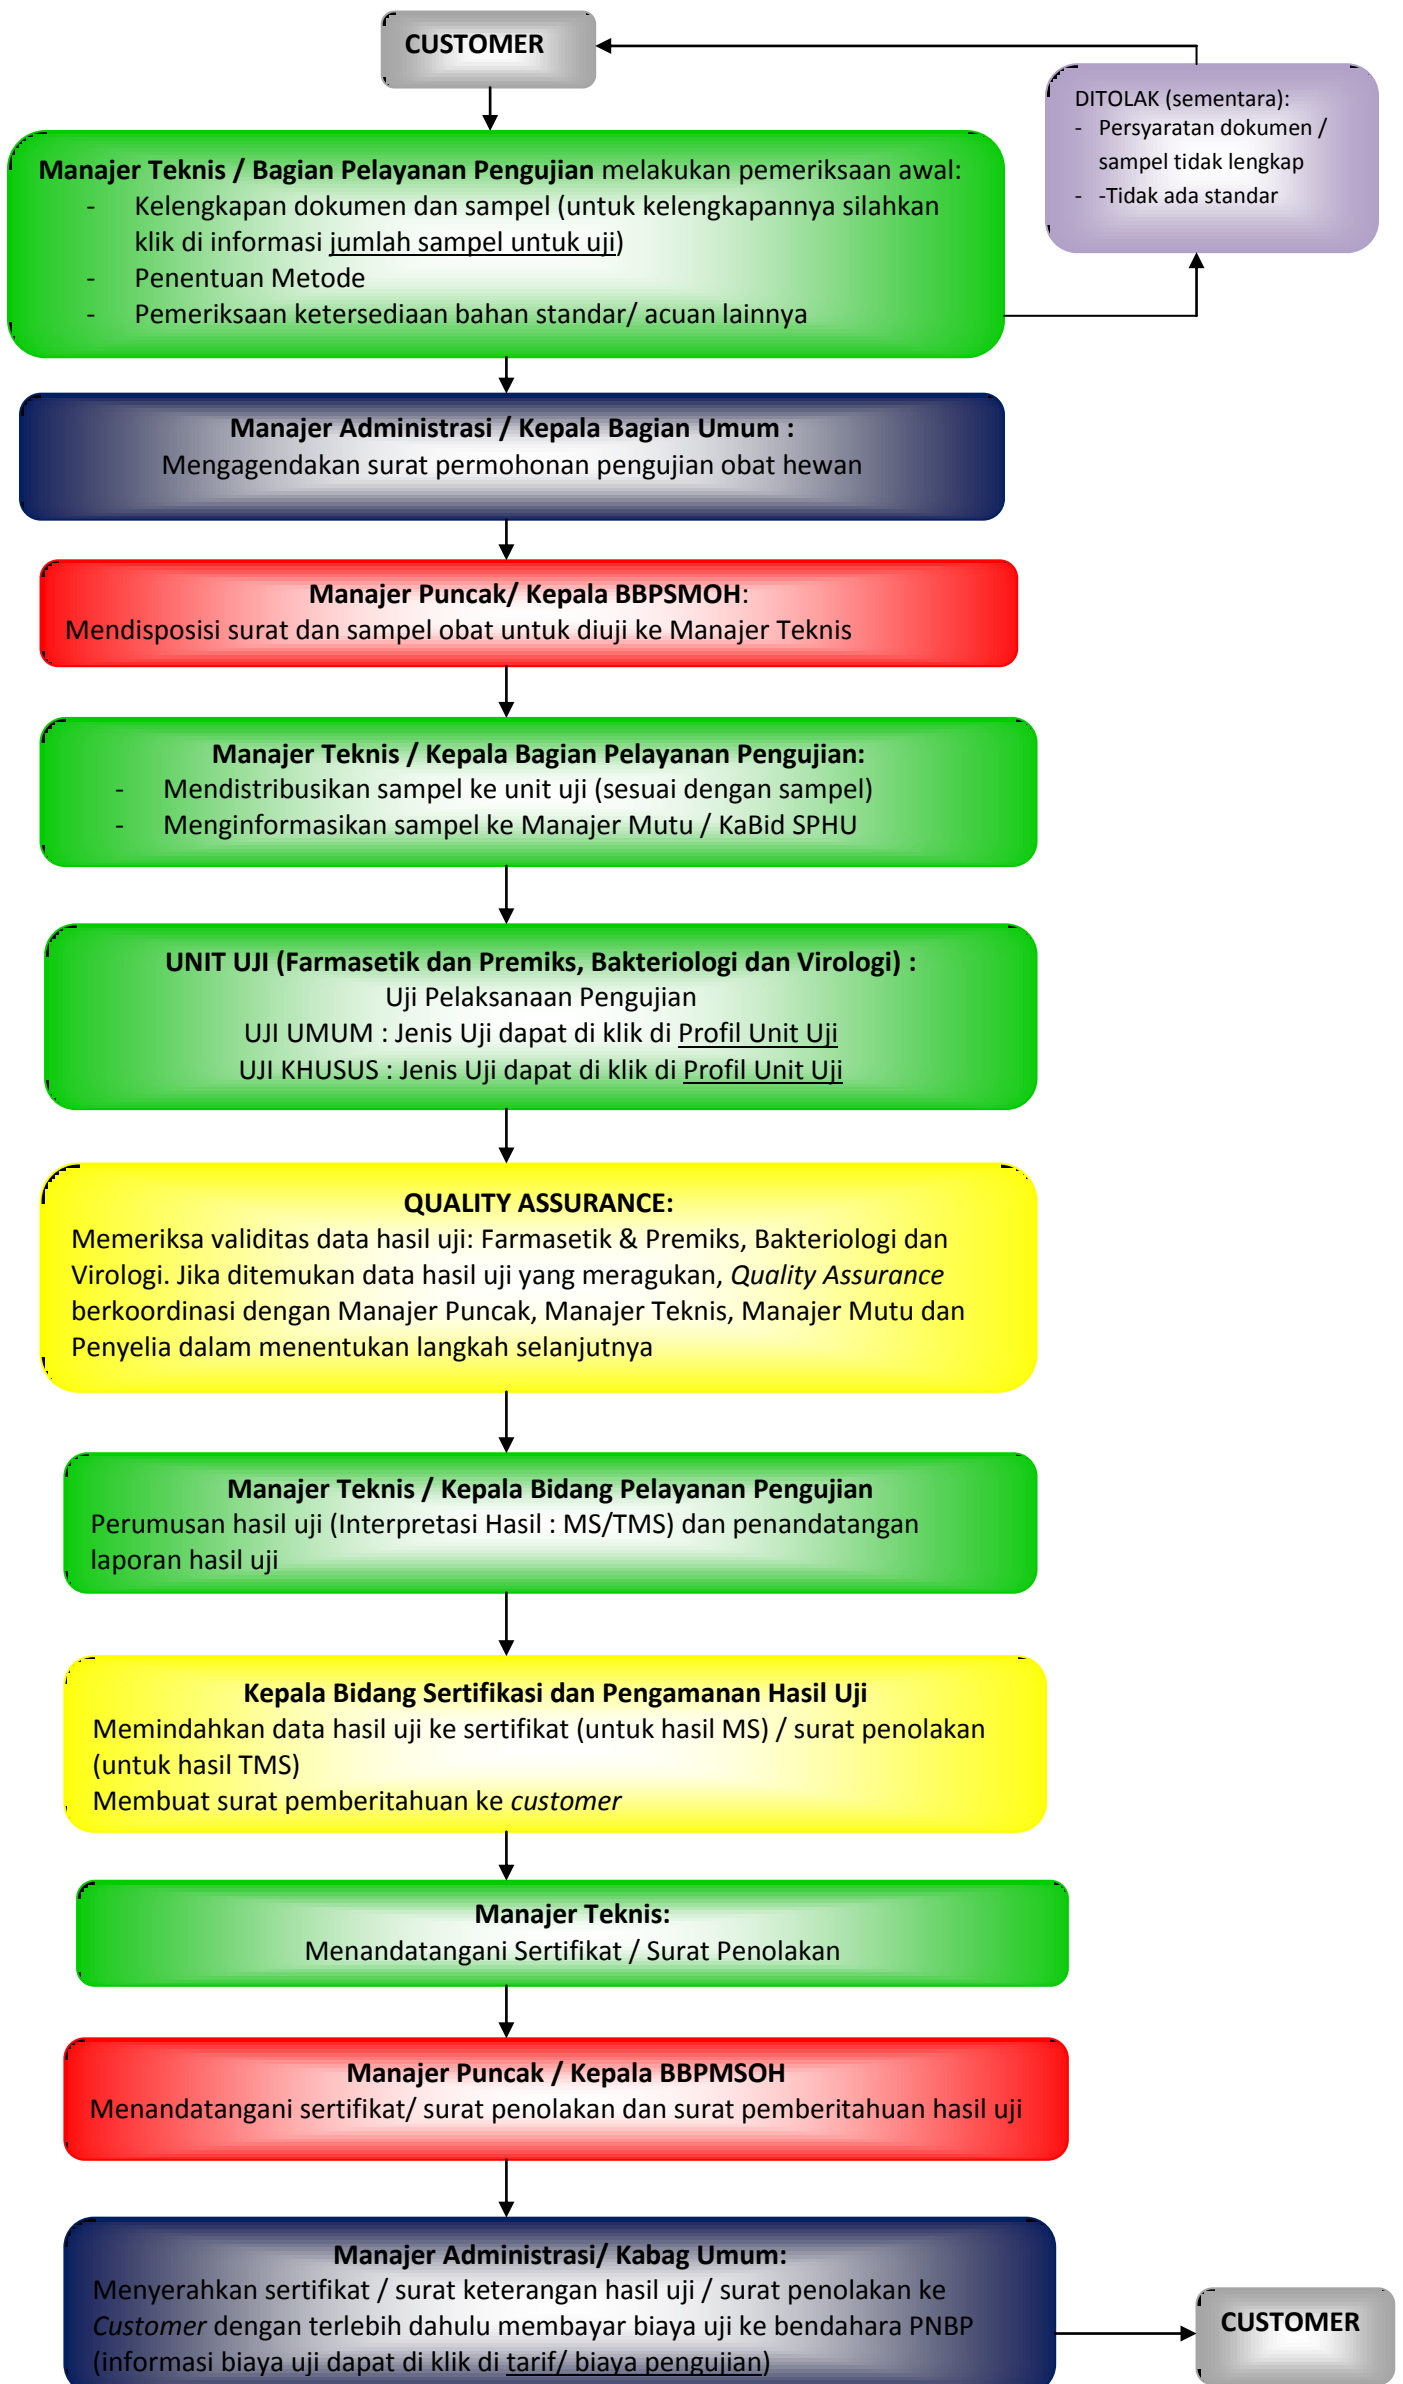 CUSTOMER
DITOLAK (sementara):
- Persyaratan dokumen /
sampel tidak lengkap
- -Tidak ada standar
Manajer Teknis / Bagian Pelayanan Pengujian melakukan pemeriksaan awal:
- Kelengkapan dokumen dan sampel (untuk kelengkapannya silahkan
klik di informasi jumlah sampel untuk uji)
- Penentuan Metode
- Pemeriksaan ketersediaan bahan standar/ acuan lainnya
Manajer Administrasi / Kepala Bagian Umum :
Mengagendakan surat permohonan pengujian obat hewan
Manajer Puncak/ Kepala BBPSMOH:
Mendisposisi surat dan sampel obat untuk diuji ke Manajer Teknis
Manajer Teknis / Kepala Bagian Pelayanan Pengujian:
- Mendistribusikan sampel ke unit uji (sesuai dengan sampel)
- Menginformasikan sampel ke Manajer Mutu / KaBid SPHU
UNIT UJI (Farmasetik dan Premiks, Bakteriologi dan Virologi) :
Uji Pelaksanaan Pengujian
UJI UMUM : Jenis Uji dapat di klik di Profil Unit Uji
UJI KHUSUS : Jenis Uji dapat di klik di Profil Unit Uji
QUALITY ASSURANCE:
Memeriksa validitas data hasil uji: Farmasetik & Premiks, Bakteriologi dan
Virologi. Jika ditemukan data hasil uji yang meragukan, Quality Assurance
berkoordinasi dengan Manajer Puncak, Manajer Teknis, Manajer Mutu dan
Penyelia dalam menentukan langkah selanjutnya
Manajer Teknis / Kepala Bidang Pelayanan Pengujian
Perumusan hasil uji (Interpretasi Hasil : MS/TMS) dan penandatangan
laporan hasil uji
Kepala Bidang Sertifikasi dan Pengamanan Hasil Uji
Memindahkan data hasil uji ke sertifikat (untuk hasil MS) / surat penolakan
(untuk hasil TMS)
Membuat surat pemberitahuan ke customer
Manajer Teknis:
Menandatangani Sertifikat / Surat Penolakan
Manajer Puncak / Kepala BBPMSOH
Menandatangani sertifikat/ surat penolakan dan surat pemberitahuan hasil uji
Manajer Administrasi/ Kabag Umum:
Menyerahkan sertifikat / surat keterangan hasil uji / surat penolakan ke
Customer dengan terlebih dahulu membayar biaya uji ke bendahara PNBP
(informasi biaya uji dapat di klik di tarif/ biaya pengujian)
CUSTOMER